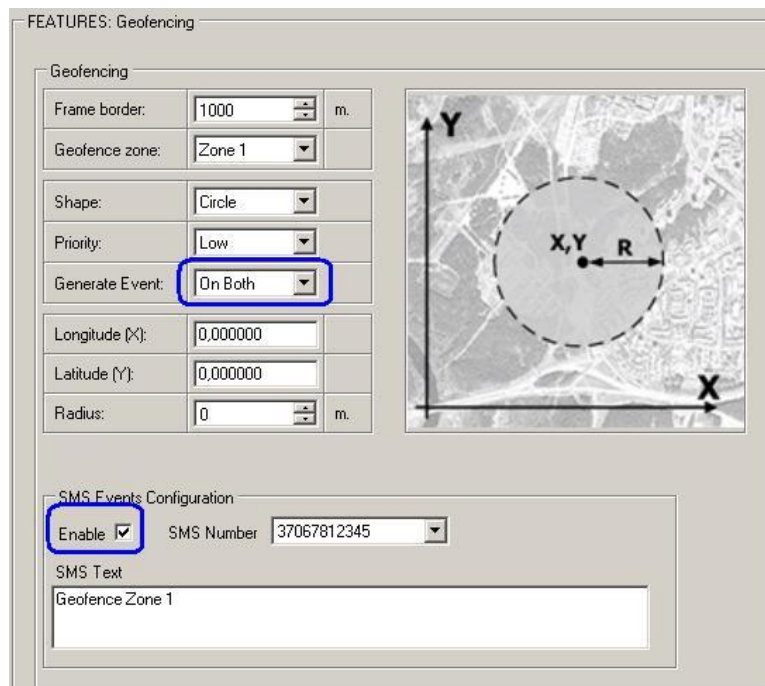 FEATURES: Geofencing
Geofencing
Frame border: 1000 m.
Geofence zone: Zone 1
Shape: Circle
Priority: Low
Generate Event: On Both
Longitude (X): 0,000000
Latitude (Y): 0,000000
Radius: 0 m.
Y
X,Y R
X
SMS Events Configuration
Enable SMS Number 37067812345
SMS Text
Geofence Zone 1